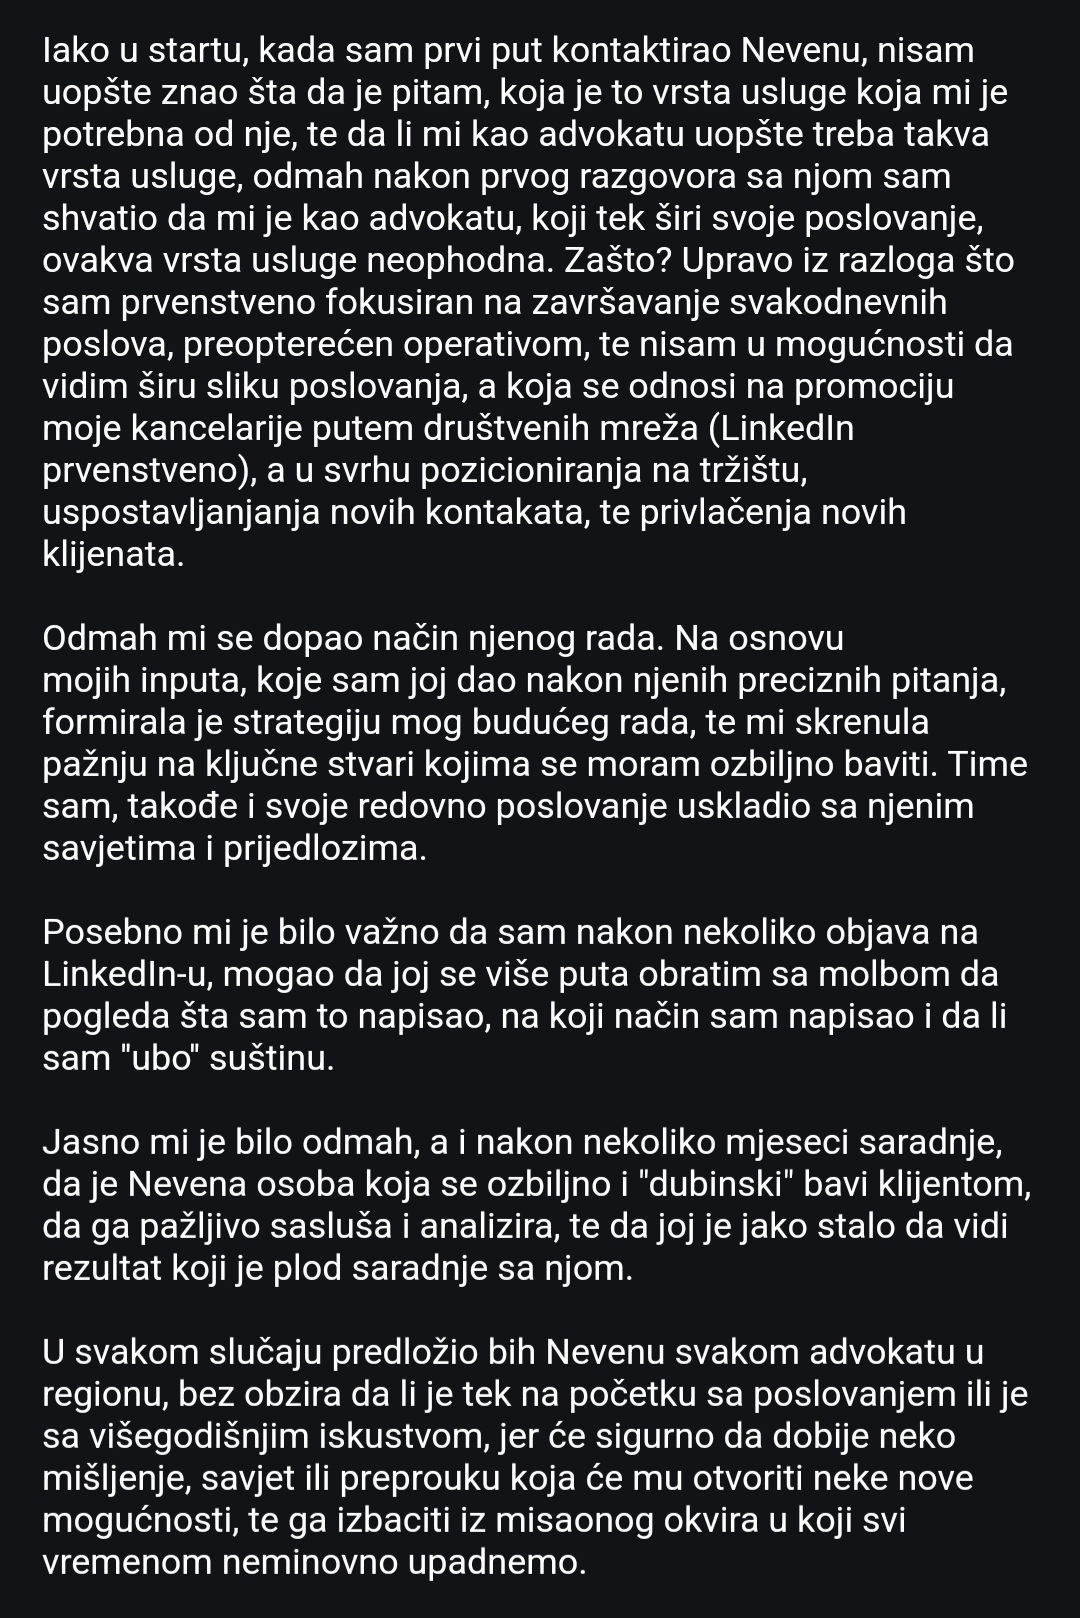 Iako u startu, kada sam prvi put kontaktirao Nevenu, nisam
uopšte znao šta da je pitam, koja je to vrsta usluge koja mi je
potrebna od nje, te da li mi kao advokatu uopšte treba takva
vrsta usluge, odmah nakon prvog razgovora sa njom sam
shvatio da mi je kao advokatu, koji tek širi svoje poslovanje,
ovakva vrsta usluge neophodna. Zašto? Upravo iz razloga što
sam prvenstveno fokusiran na završavanje svakodnevnih
poslova, preopterećen operativom, te nisam u mogućnosti da
vidim širu sliku poslovanja, a koja se odnosi na promociju
moje kancelarije putem društvenih mreža (LinkedIn
prvenstveno), a u svrhu pozicioniranja na tržištu,
uspostavljanjanja novih kontakata, te privlačenja novih
klijenata.
Odmah mi se dopao način njenog rada. Na osnovu
mojih inputa, koje sam joj dao nakon njenih preciznih pitanja,
formirala je strategiju mog budućeg rada, te mi skrenula
pažnju na ključne stvari kojima se moram ozbiljno baviti. Time
sam, takođe i svoje redovno poslovanje uskladio sa njenim
savjetima i prijedlozima.
Posebno mi je bilo važno da sam nakon nekoliko objava na
LinkedIn-u, mogao da joj se više puta obratim sa molbom da
pogleda šta sam to napisao, na koji način sam napisao i da li
sam "ubo" suštinu.
Jasno mi je bilo odmah, a i nakon nekoliko mjeseci saradnje,
da je Nevena osoba koja se ozbiljno i "dubinski" bavi klijentom,
da ga pažljivo sasluša i analizira, te da joj je jako stalo da vidi
rezultat koji je plod saradnje sa njom.
U svakom slučaju predložio bih Nevenu svakom advokatu u
regionu, bez obzira da li je tek na početku sa poslovanjem ili je
sa višegodišnjim iskustvom, jer će sigurno da dobije neko
mišljenje, savjet ili preprouku koja će mu otvoriti neke nove
mogućnosti, te ga izbaciti iz misaonog okvira u koji svi
vremenom neminovno upadnemo.